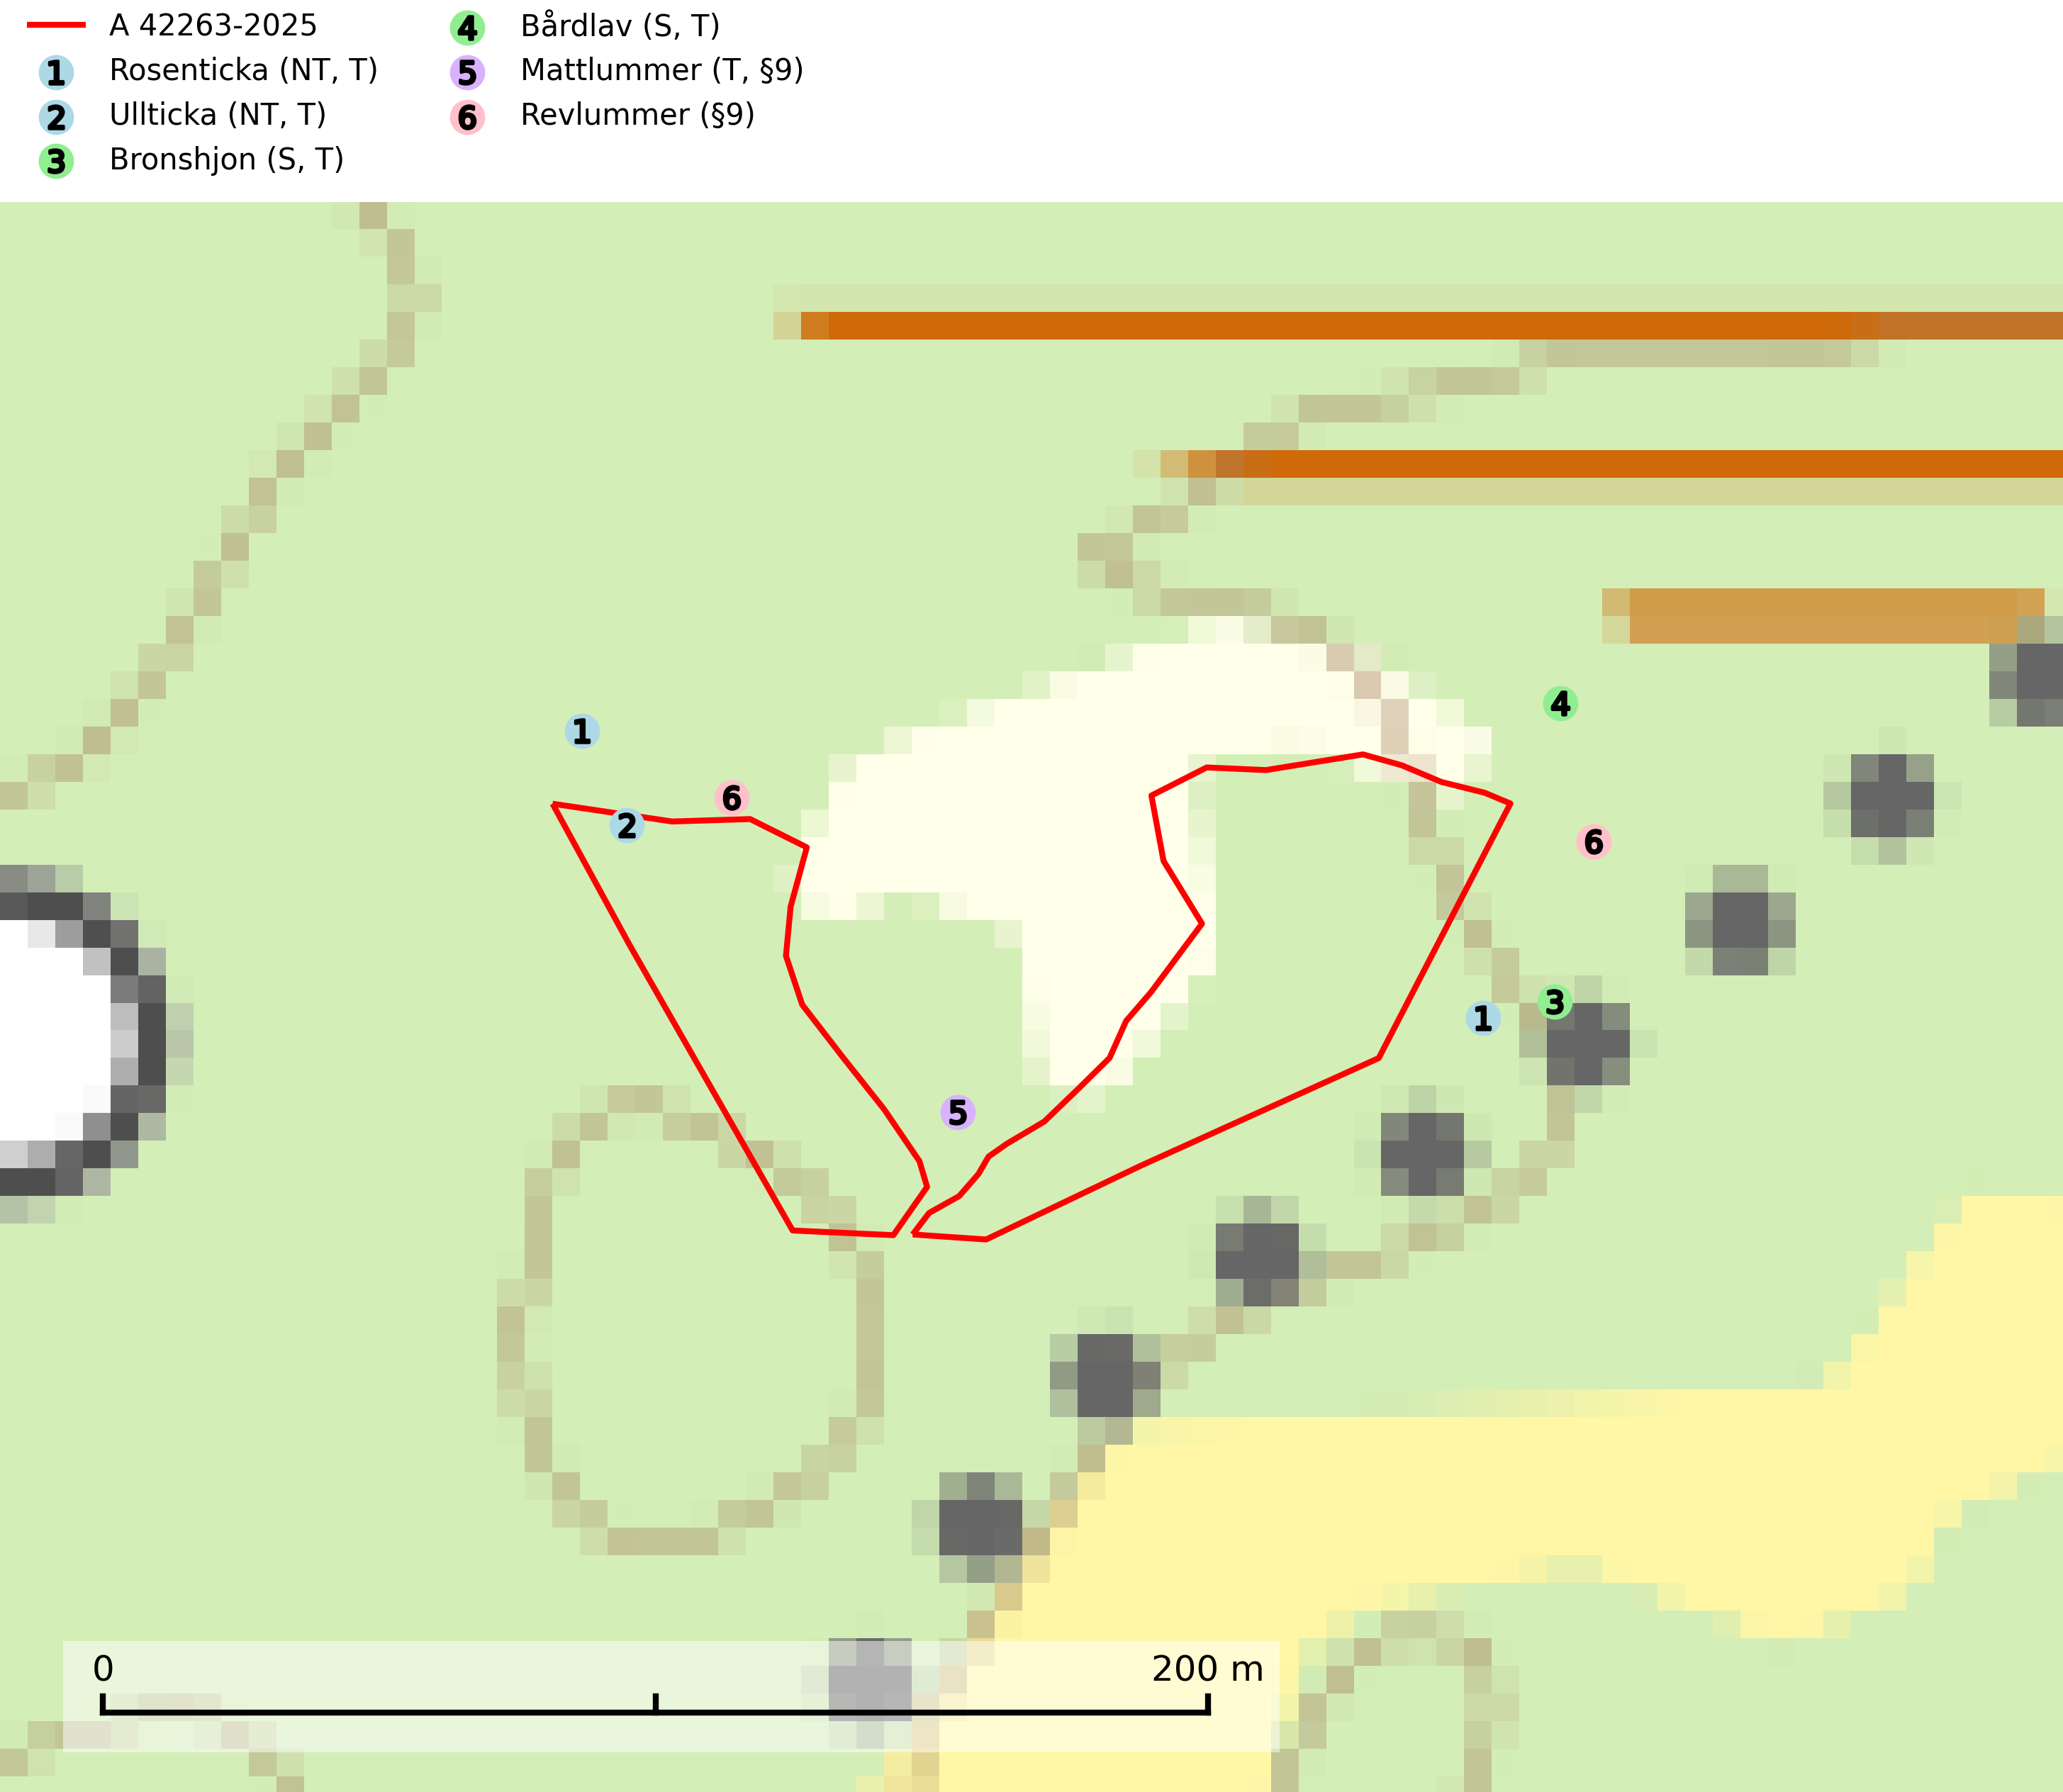 A 42263-2025
1 Rosenticka (NT, T)
2 Ullticka (NT, T)
3 Bronshjon (S, T)
4 Bårdlav (S, T)
5 Mattlummer (T, §9)
6 Revlummer (§9)
4
1
6
2
6
3
1
5
0
200 m